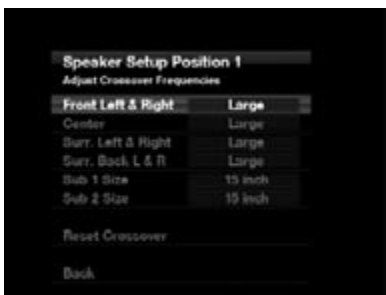 Speaker Setup Position 1
Adjust Crossover Frequencies
Front Left & Right Large
Center Large
Surr. Left & Right Large
Surr. Back L & R Large
Sub 1 Size 15 inch
Sub 2 Size 15 inch
Reset Crossover
Back